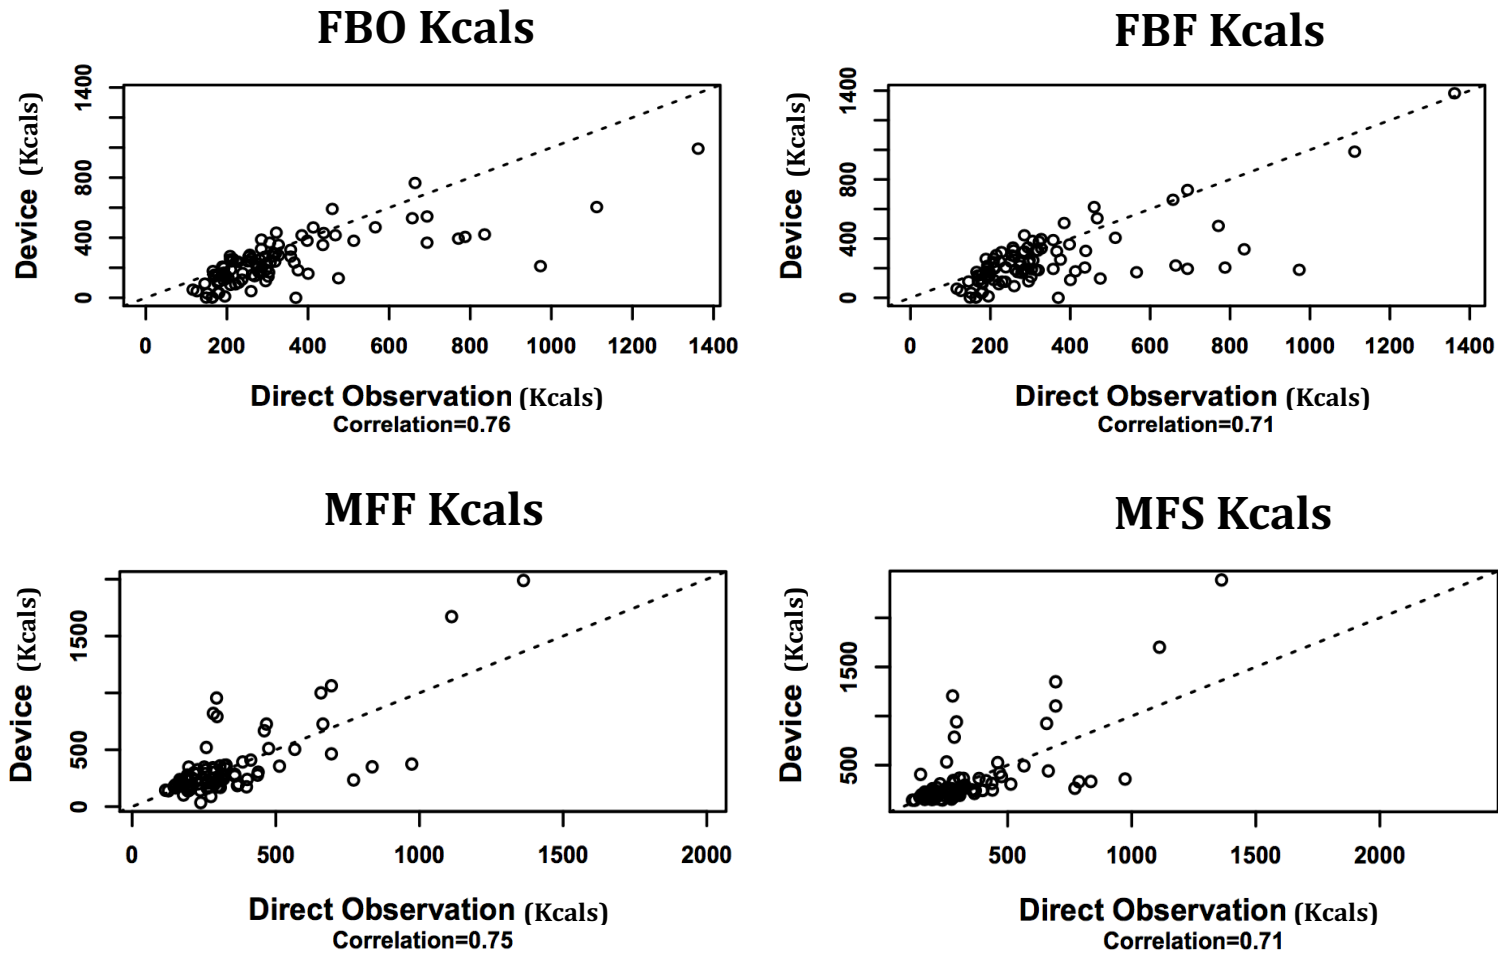 FBO Kcals
1400
800
400
0
Device (Kcals)
0 200 400 600 800 1000 1200 1400
Direct Observation (Kcals)
Correlation=0.76
FBF Kcals
1400
800
400
0
Device (Kcals)
0 200 400 600 800 1000 1200 1400
Direct Observation (Kcals)
Correlation=0.71
MFF Kcals
1500
500
0
Device (Kcals)
0 500 1000 1500 2000
Direct Observation (Kcals)
Correlation=0.75
MFS Kcals
1500
500
Device (Kcals)
500 1000 1500 2000
Direct Observation (Kcals)
Correlation=0.71